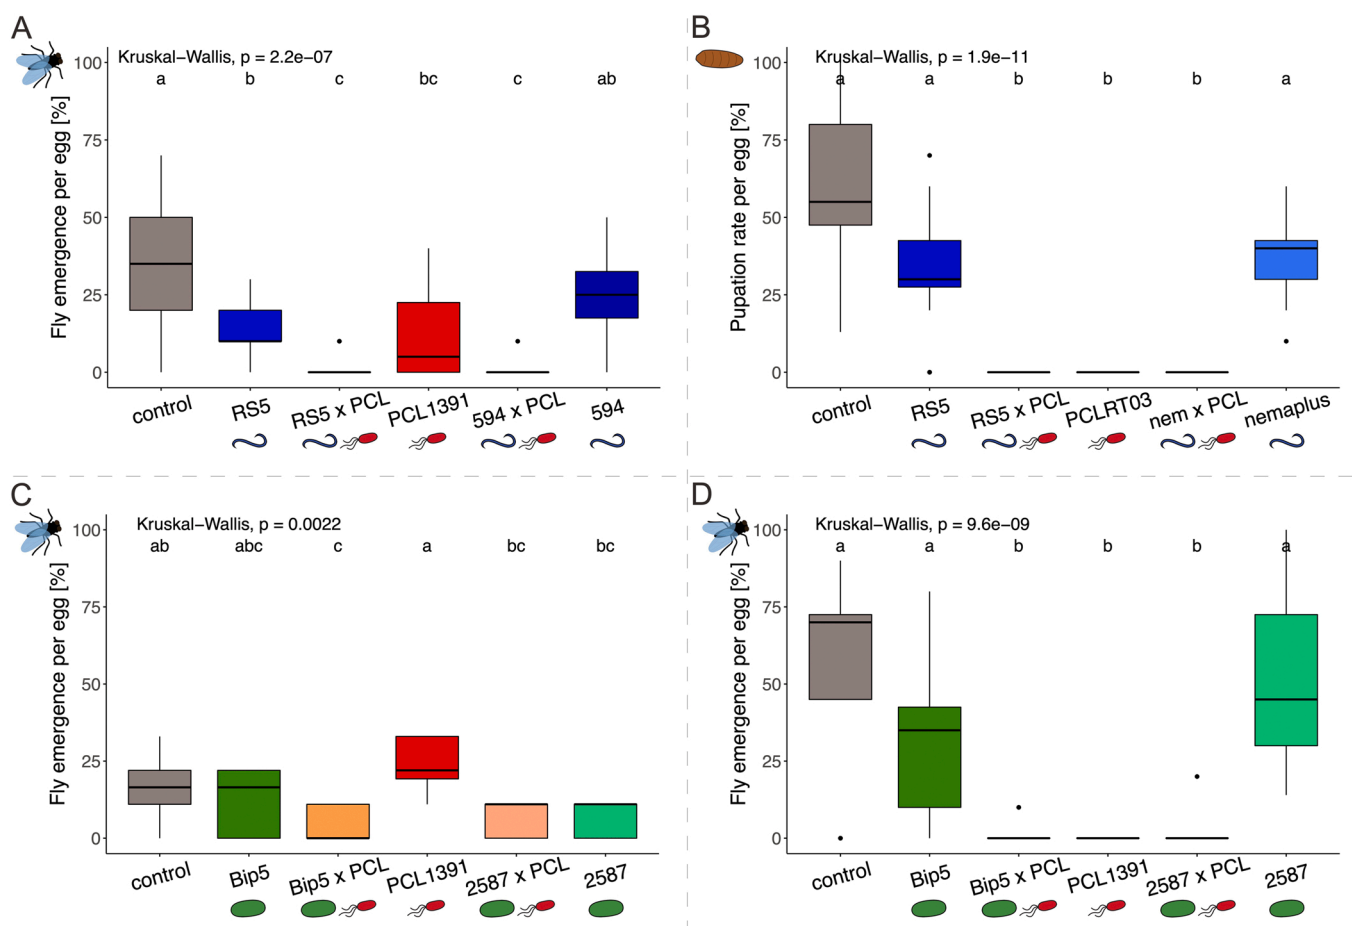 A
Kruskal−Wallis, p = 2.2e−07
a b c bc c ab
Fly emergence per egg [%]
100
75
50
25
0
control RS5 RS5 x PCL PCL1391 594 x PCL 594
B
Kruskal−Wallis, p = 1.9e−11
a a b b b a
Pupation rate per egg [%]
100
75
50
25
0
control RS5 RS5 x PCL PCLRT03 nem x PCL nemaplus
C
Kruskal−Wallis, p = 0.0022
ab abc c a bc bc
Fly emergence per egg [%]
100
75
50
25
0
control Bip5 Bip5 x PCL PCL1391 2587 x PCL 2587
D
Kruskal−Wallis, p = 9.6e−09
a a b b b a
Fly emergence per egg [%]
100
75
50
25
0
control Bip5 Bip5 x PCL PCL1391 2587 x PCL 2587